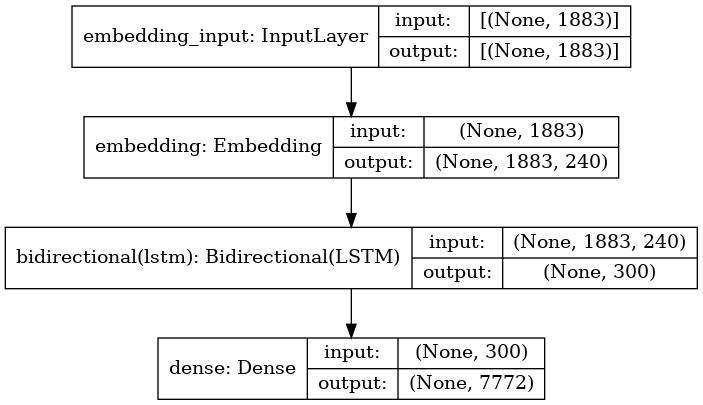 embedding_input: InputLayer
input:
[(None, 1883)]
output:
[(None, 1883)]
embedding: Embedding
input:
(None, 1883)
output:
(None, 1883, 240)
bidirectional(lstm): Bidirectional(LSTM)
input:
(None, 1883, 240)
output:
(None, 300)
dense: Dense
input:
(None, 300)
output:
(None, 7772)